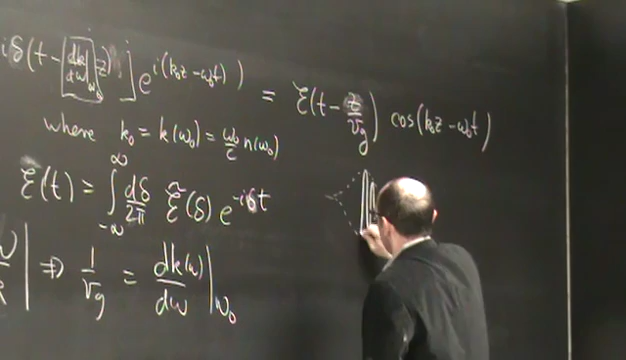 iδ(t - [dk/dω|ω₀ z)] e^{i(k₀z - ω₀t)}) = ℰ(t - z/v_g) cos(k₀z - ω₀t)
where k₀ = k(ω₀) = ω₀/c n(ω₀)
ℰ(t) = ∫_{-∞}^{∞} dδ/2π ℰ̃(δ) e^{-iδt}
| ⇒ 1/v_g = dk(ω)/dω |ω₀